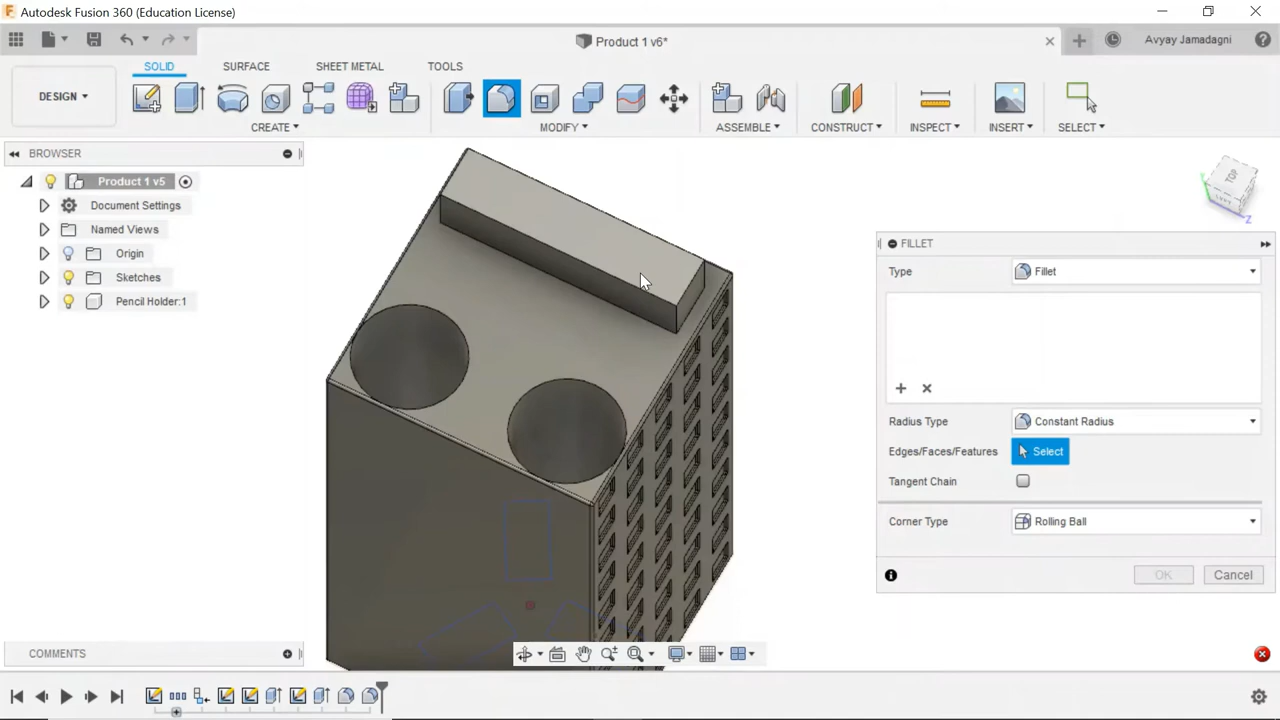 Autodesk Fusion 360 (Education License)
Product 1 v6*
Avyay Jamadagni
DESIGN
SOLID
SURFACE
SHEET METAL
TOOLS
CREATE
MODIFY
ASSEMBLE
CONSTRUCT
INSPECT
INSERT
SELECT
BROWSER
Product 1 v5
Document Settings
Named Views
Origin
Sketches
Pencil Holder:1
Z
FILLET
Type Fillet
Radius Type Constant Radius
Edges/Faces/Features Select
Tangent Chain
Corner Type Rolling Ball
OK Cancel
COMMENTS